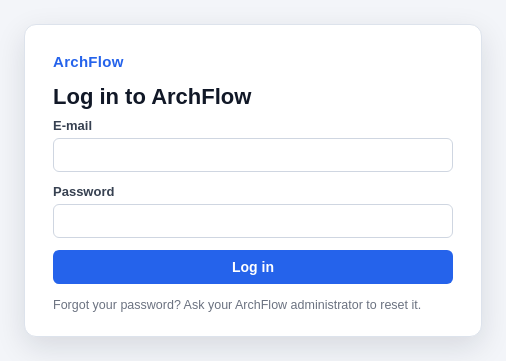 ArchFlow
Log in to ArchFlow
E-mail
Password
Log in
Forgot your password? Ask your ArchFlow administrator to reset it.